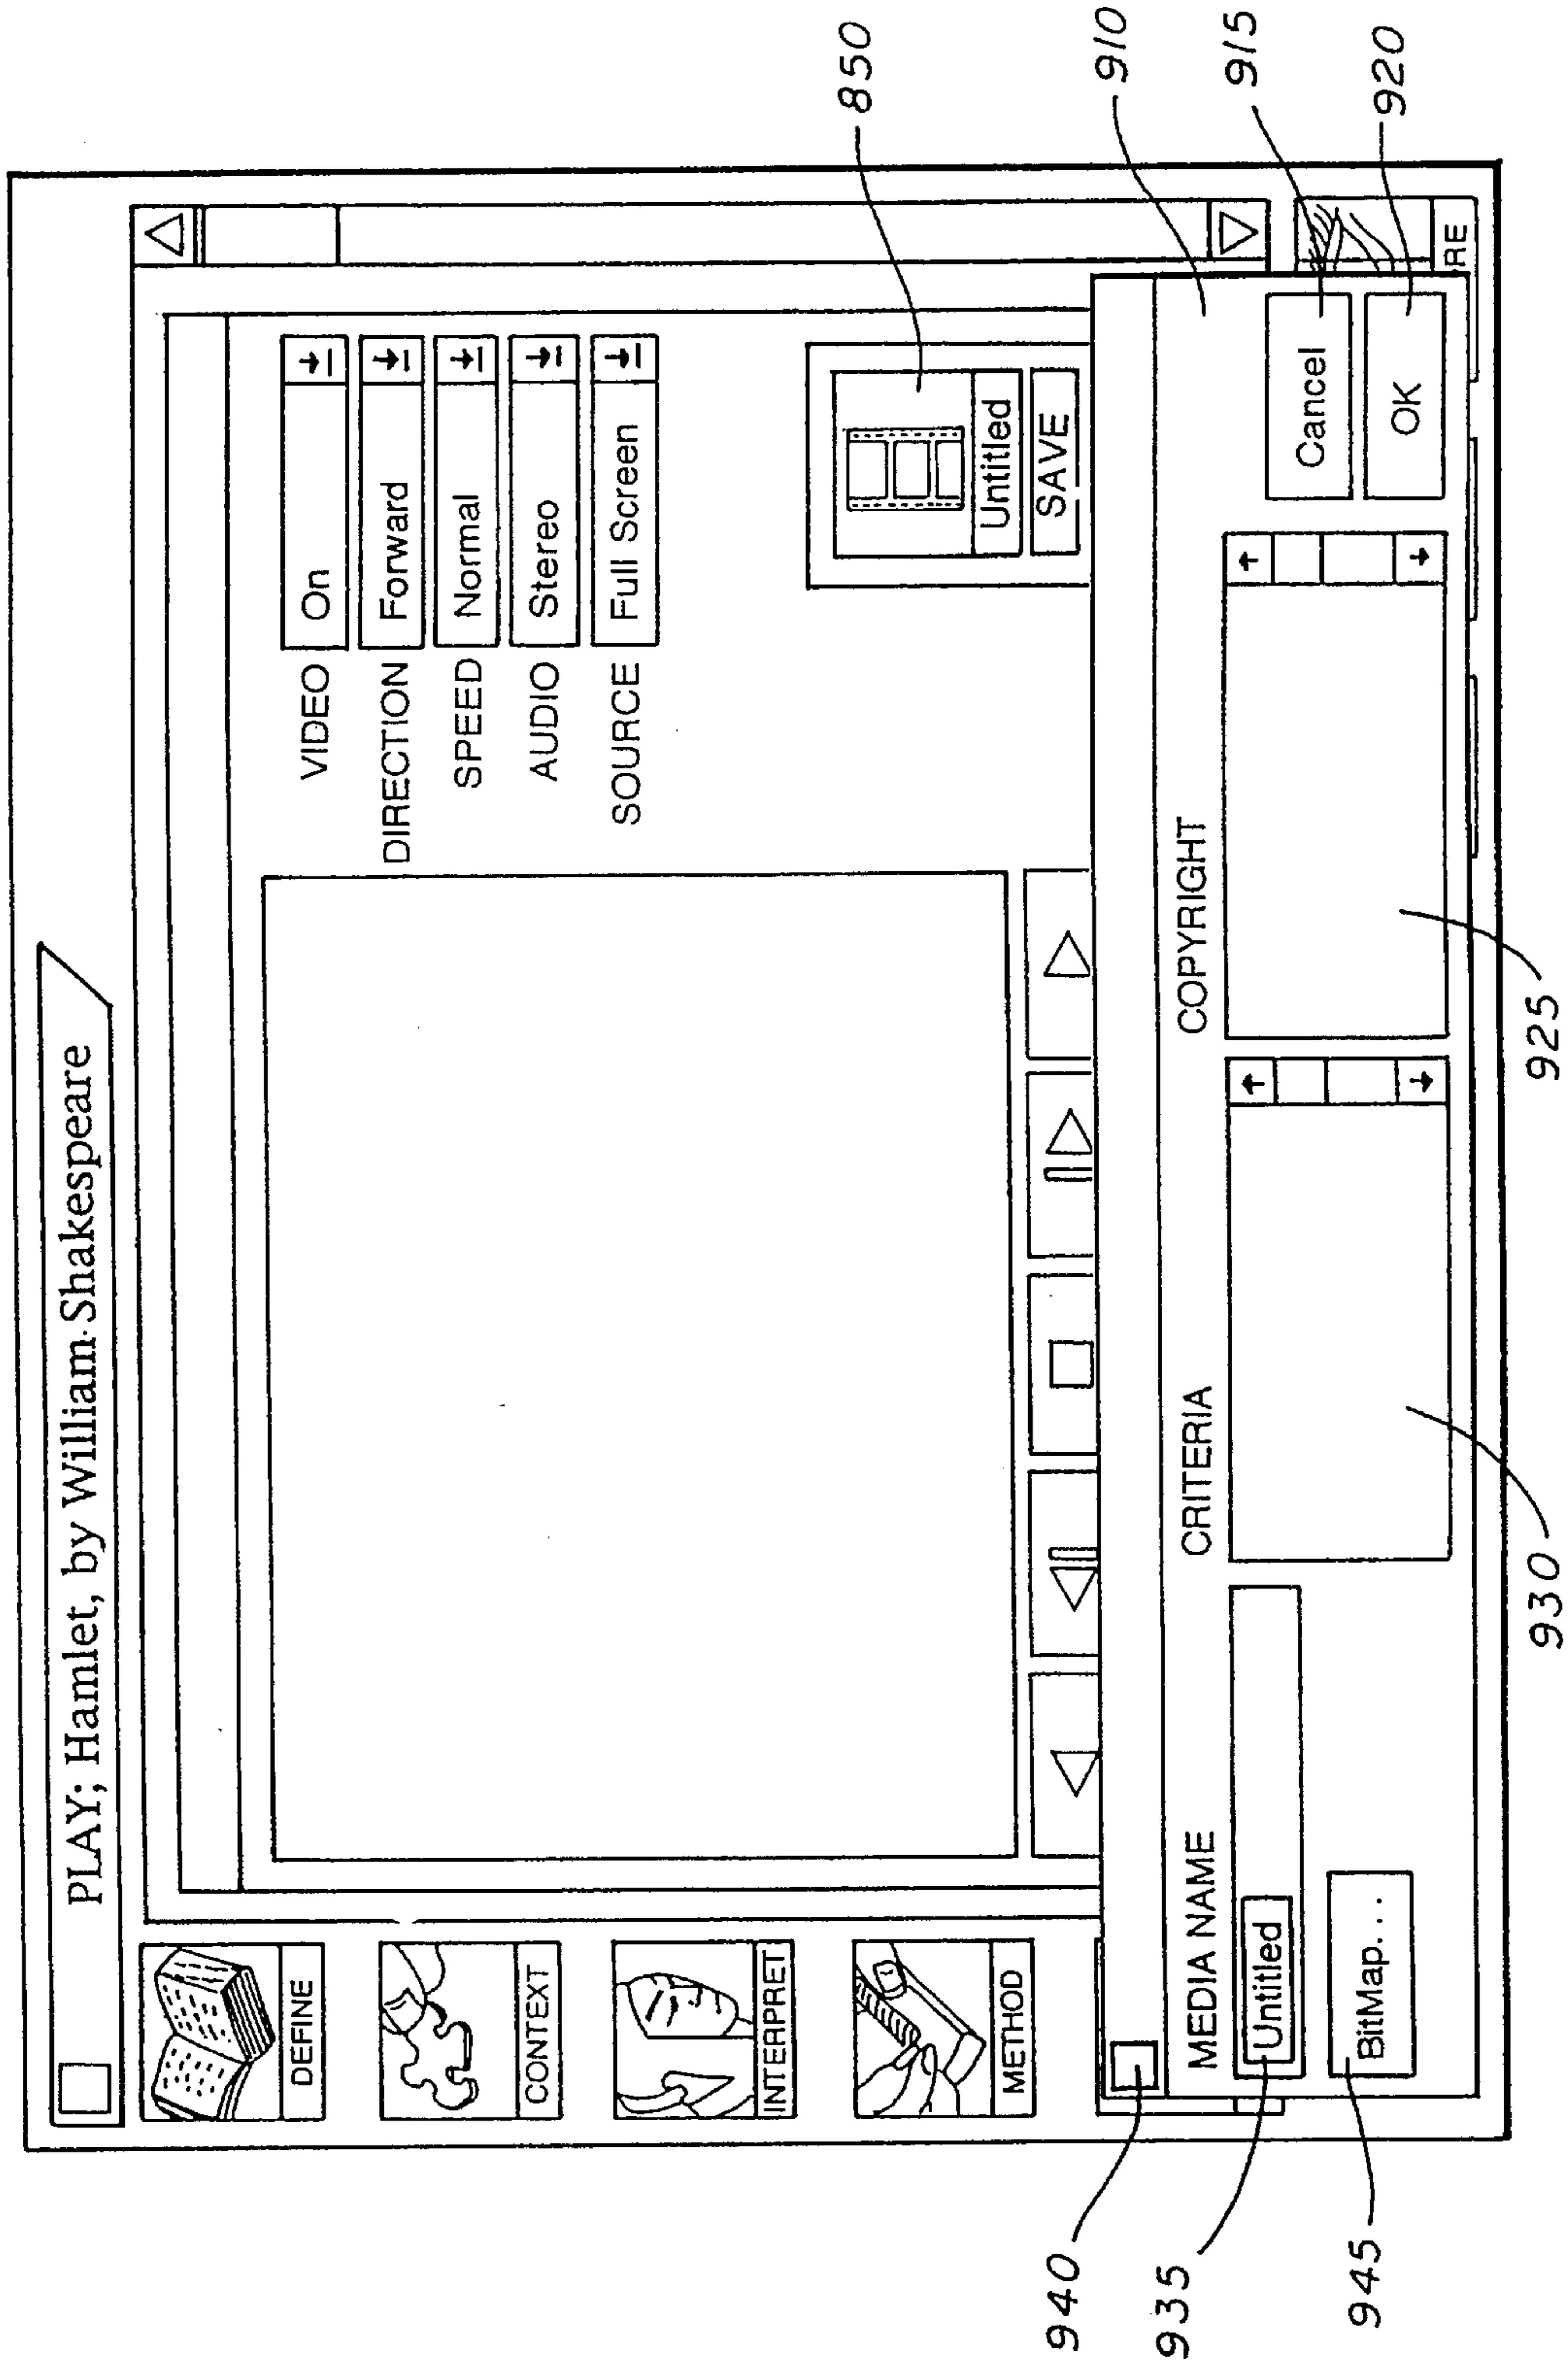 PLAY; Hamlet, by William Shakespeare
DEFINE
CONTEXT
INTERPRET
METHOD
VIDEO On
DIRECTION Forward
SPEED Normal
AUDIO Stereo
SOURCE Full Screen
Untitled
SAVE
850
910
915
920
940
935
945
MEDIA NAME
Untitled
BitMap...
CRITERIA
COPYRIGHT
Cancel
OK
RE
930
925